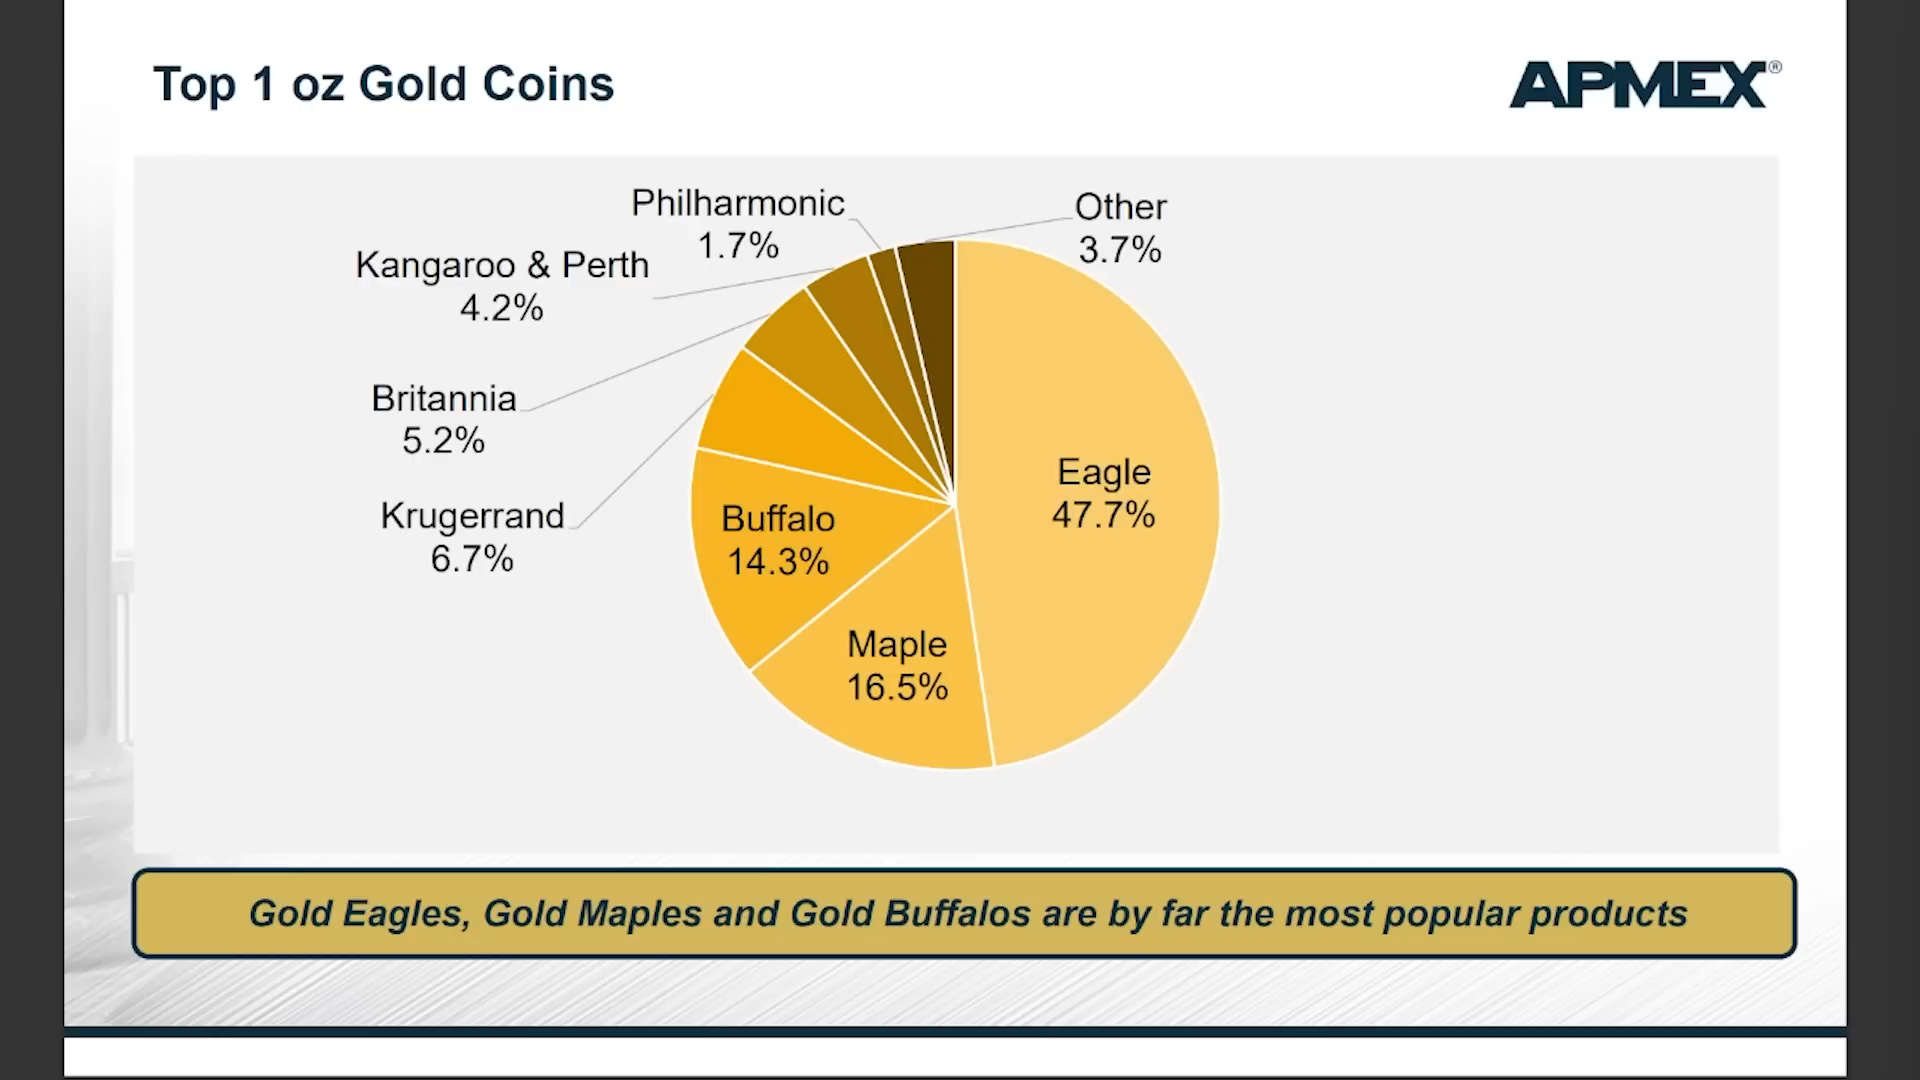 Top 1 oz Gold Coins
APMEX®
Philharmonic
1.7%
Other
3.7%
Kangaroo & Perth
4.2%
Britannia
5.2%
Krugerrand
6.7%
Buffalo
14.3%
Eagle
47.7%
Maple
16.5%
Gold Eagles, Gold Maples and Gold Buffalos are by far the most popular products